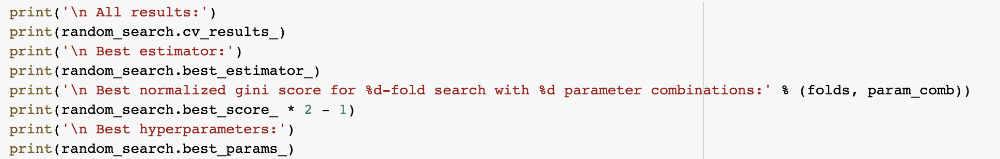 print('\n All results:')
print(random_search.cv_results_)
print('\n Best estimator:')
print(random_search.best_estimator_)
print('\n Best normalized gini score for %d-fold search with %d parameter combinations:' % (folds, param_comb))
print(random_search.best_score_ * 2 - 1)
print('\n Best hyperparameters:')
print(random_search.best_params_)